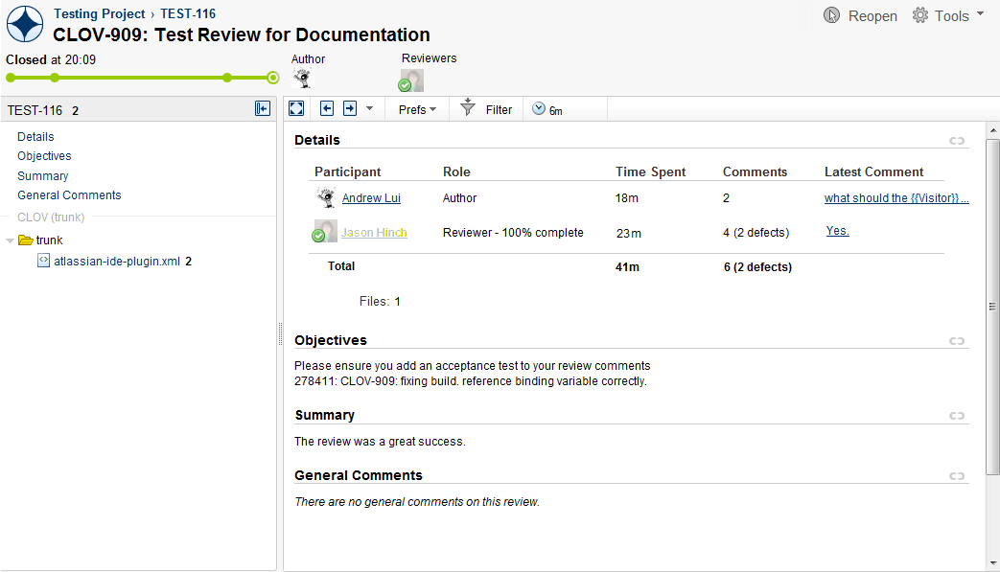 Testing Project › TEST-116
CLOV-909: Test Review for Documentation
Reopen Tools
Closed at 20:09
Author
Reviewers
TEST-116 2
Prefs
Filter
6m
Details
Objectives
Summary
General Comments
CLOV (trunk)
trunk
atlassian-ide-plugin.xml 2
Details
Participant Role Time Spent Comments Latest Comment
Andrew Lui Author 18m 2 what should the {{Visitor}} ...
Jason Hinch Reviewer - 100% complete 23m 4 (2 defects) Yes.
Total 41m 6 (2 defects)
Files: 1
Objectives
Please ensure you add an acceptance test to your review comments
278411: CLOV-909: fixing build. reference binding variable correctly.
Summary
The review was a great success.
General Comments
There are no general comments on this review.